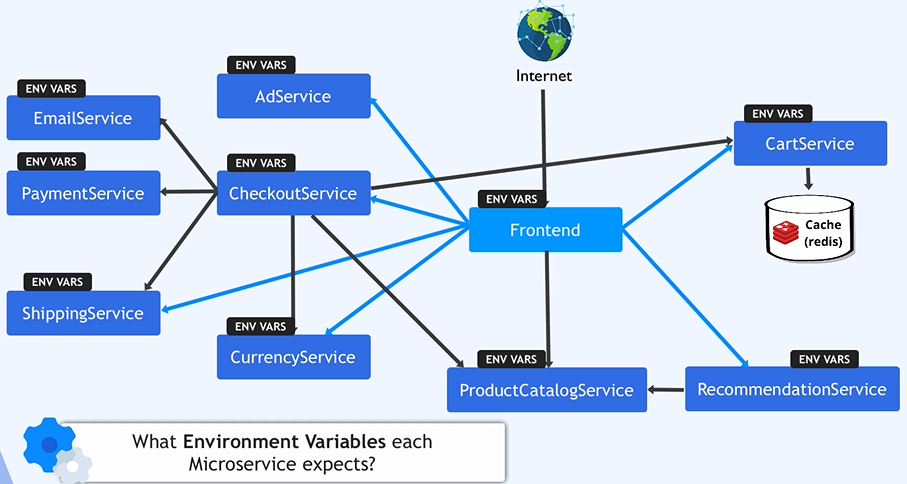 Internet
ENV VARS
AdService
ENV VARS
EmailService
ENV VARS
CartService
ENV VARS
PaymentService
ENV VARS
CheckoutService
ENV VARS
Frontend
Cache
(redis)
ENV VARS
ShippingService
ENV VARS
CurrencyService
ENV VARS
ProductCatalogService
ENV VARS
RecommendationService
What Environment Variables each
Microservice expects?